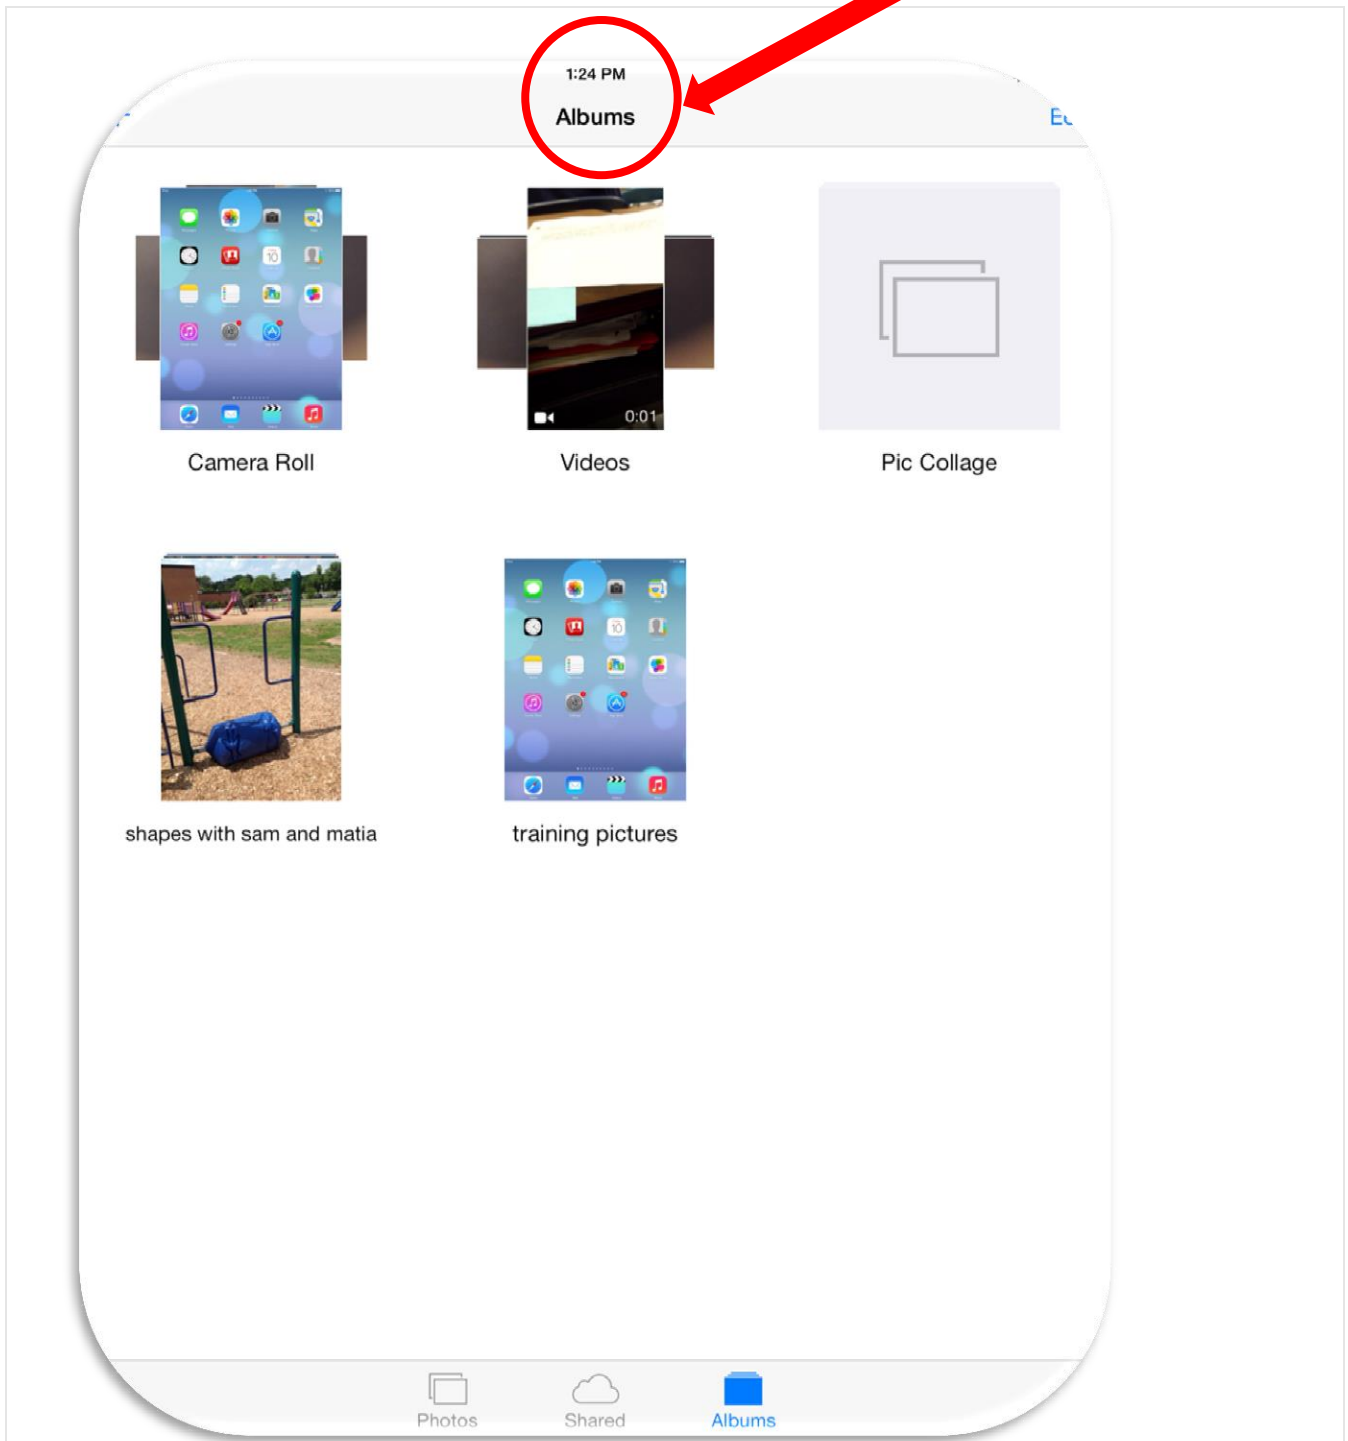 1:24 PM
Albums
0:01
Camera Roll
Videos
Pic Collage
shapes with sam and matia
training pictures
Photos
Shared
Albums